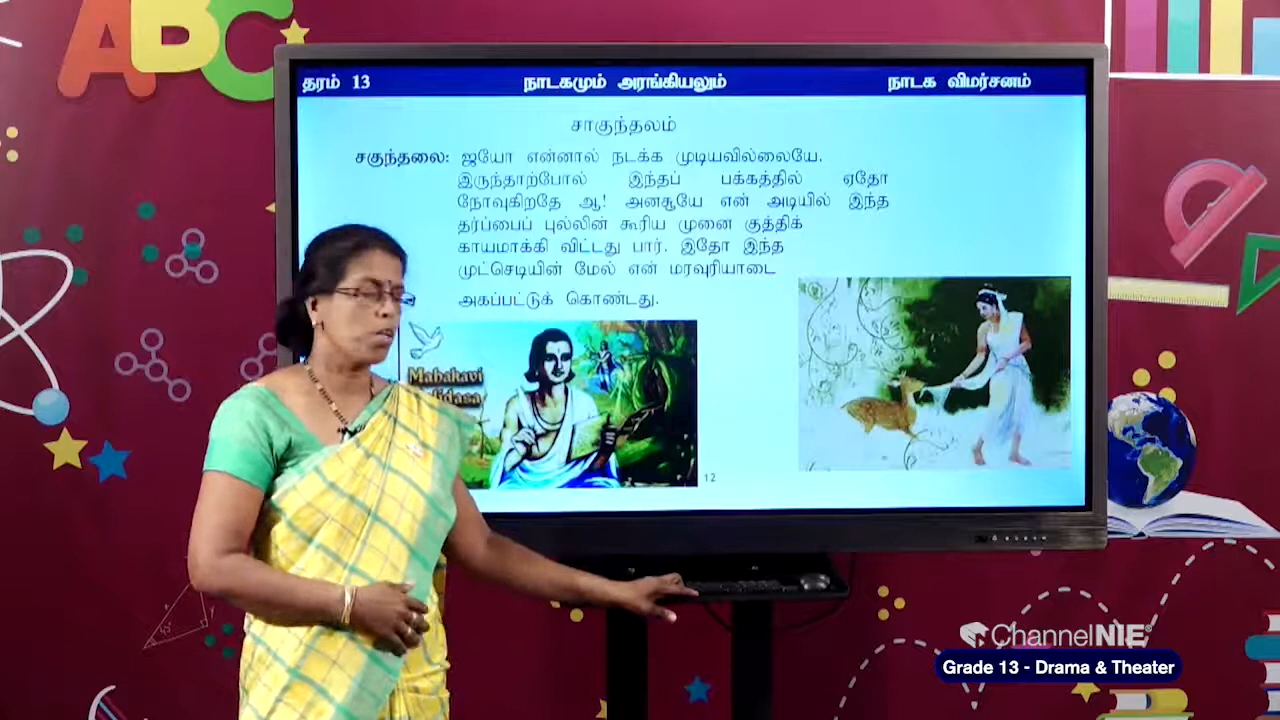 ABC
தரம் 13 நாடகமும் அரங்கியலும் நாடக விமர்சனம்
சாகுந்தலம்
சகுந்தலை: ஐயோ என்னால் நடக்க முடியவில்லையே.
இருந்தாற்போல் இந்தப் பக்கத்தில் ஏதோ
நோவுகிறதே ஆ! அனசூயே என் அடியில் இந்த
தர்ப்பைப் புல்லின் கூரிய முனை குத்திக்
காயமாக்கி விட்டது பார். இதோ இந்த
முட்செடியின் மேல் என் மரவுரியாடை
அகப்பட்டுக் கொண்டது.
Mahakavi
12
ChannelNIE
Grade 13 - Drama & Theater